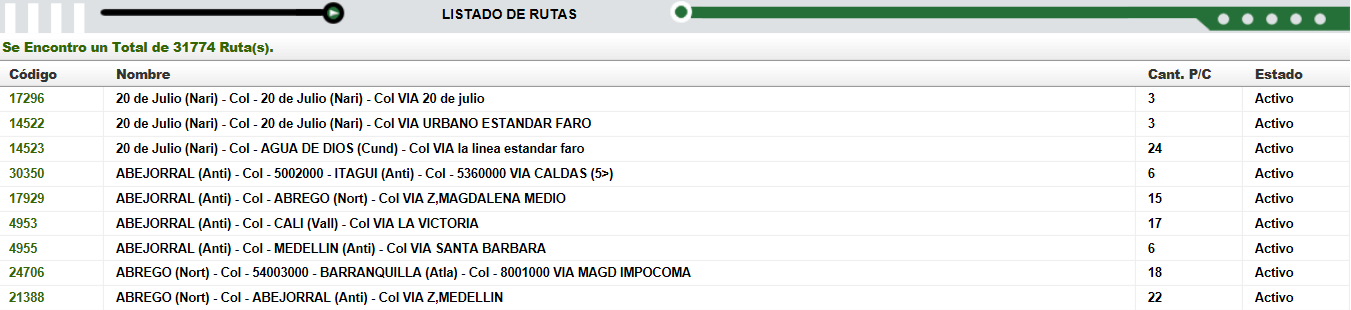 LISTADO DE RUTAS
Se Encontro un Total de 31774 Ruta(s).
Código Nombre Cant. P/C Estado
17296 20 de Julio (Nari) - Col - 20 de Julio (Nari) - Col VIA 20 de julio 3 Activo
14522 20 de Julio (Nari) - Col - 20 de Julio (Nari) - Col VIA URBANO ESTANDAR FARO 3 Activo
14523 20 de Julio (Nari) - Col - AGUA DE DIOS (Cund) - Col VIA la linea estandar faro 24 Activo
30350 ABEJORRAL (Anti) - Col - 5002000 - ITAGUI (Anti) - Col - 5360000 VIA CALDAS (5>) 6 Activo
17929 ABEJORRAL (Anti) - Col - ABREGO (Nort) - Col VIA Z,MAGDALENA MEDIO 15 Activo
4953 ABEJORRAL (Anti) - Col - CALI (Vall) - Col VIA LA VICTORIA 17 Activo
4955 ABEJORRAL (Anti) - Col - MEDELLIN (Anti) - Col VIA SANTA BARBARA 6 Activo
24706 ABREGO (Nort) - Col - 54003000 - BARRANQUILLA (Atla) - Col - 8001000 VIA MAGD IMPOCOMA 18 Activo
21388 ABREGO (Nort) - Col - ABEJORRAL (Anti) - Col VIA Z,MEDELLIN 22 Activo